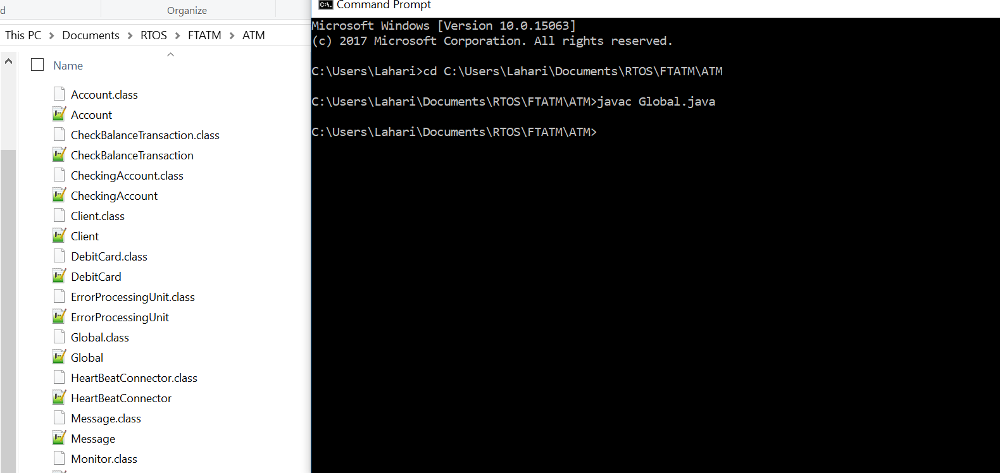 d
Organize
This PC > Documents > RTOS > FTATM > ATM
Name
Account.class
Account
CheckBalanceTransaction.class
CheckBalanceTransaction
CheckingAccount.class
CheckingAccount
Client.class
Client
DebitCard.class
DebitCard
ErrorProcessingUnit.class
ErrorProcessingUnit
Global.class
Global
HeartBeatConnector.class
HeartBeatConnector
Message.class
Message
Monitor.class
Command Prompt
Microsoft Windows [Version 10.0.15063]
(c) 2017 Microsoft Corporation. All rights reserved.
C:\Users\Lahari>cd C:\Users\Lahari\Documents\RTOS\FTATM\ATM
C:\Users\Lahari\Documents\RTOS\FTATM\ATM>javac Global.java
C:\Users\Lahari\Documents\RTOS\FTATM\ATM>